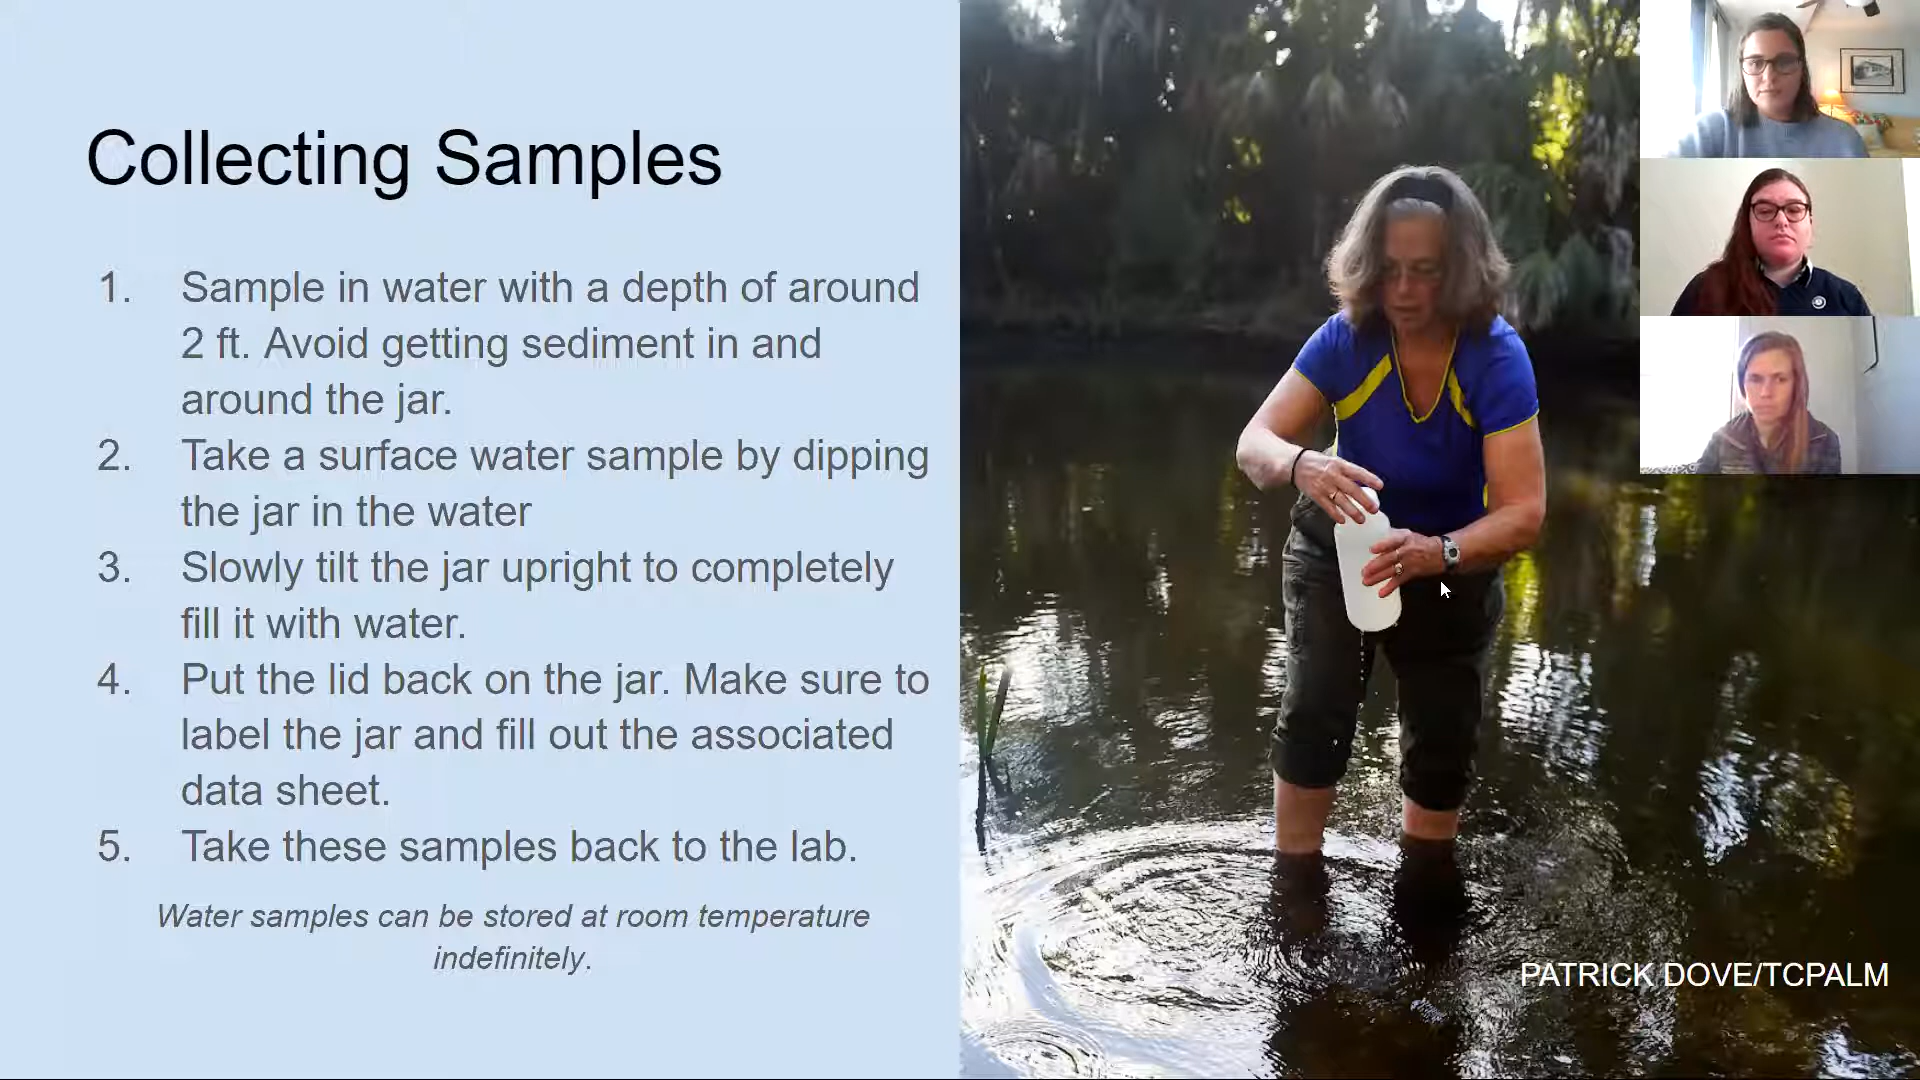 Collecting Samples
1. Sample in water with a depth of around
2 ft. Avoid getting sediment in and
around the jar.
2. Take a surface water sample by dipping
the jar in the water
3. Slowly tilt the jar upright to completely
fill it with water.
4. Put the lid back on the jar. Make sure to
label the jar and fill out the associated
data sheet.
5. Take these samples back to the lab.
Water samples can be stored at room temperature
indefinitely.
PATRICK DOVE/TCPALM